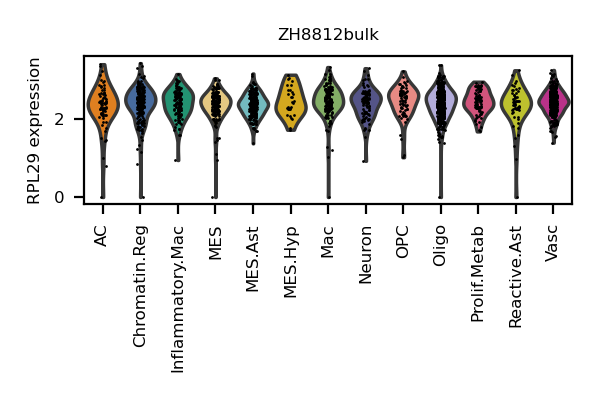 ZH8812bulk
RPL29 expression
2
0
AC
Chromatin.Reg
Inflammatory.Mac
MES
MES.Ast
MES.Hyp
Mac
Neuron
OPC
Oligo
Prolif.Metab
Reactive.Ast
Vasc